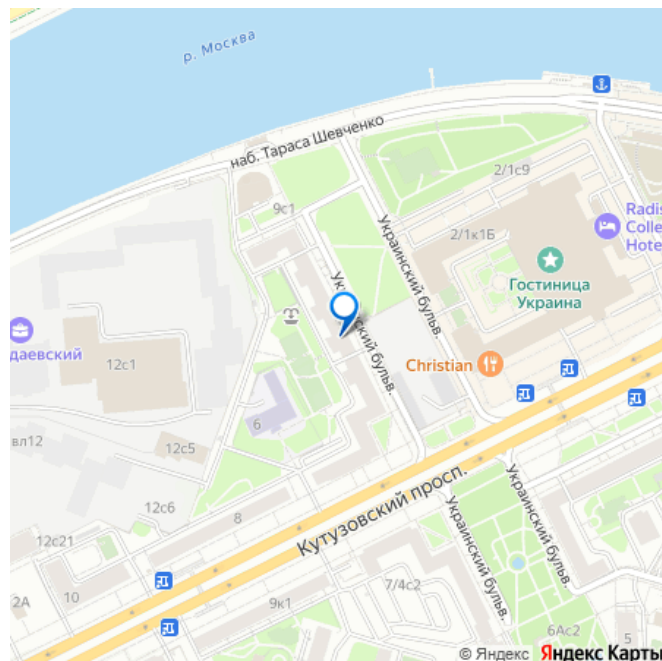 р. Москва
наб. Тараса Шевченко
2/1с9
9с1
Украинский бульв.
2/1к1Б
Radis
Colle
Hote
Гостиница
Украина
Украинский бульв.
Christian
даевский
12с1
6
вл12
12с5
12с6
8
Кутузовский просп.
12с21
Украинский бульв.
Украинский бульв.
10
2А
7/4с2
9к1
6Ас2
5
© Яндекс Яндекс Карты